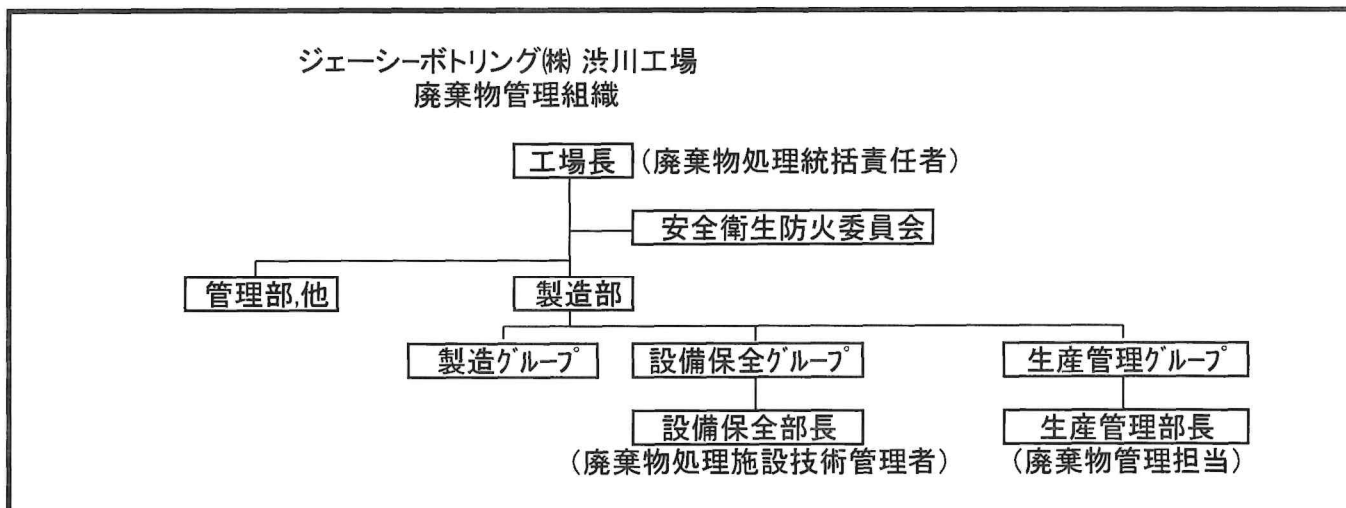 ジェーシーボトリング㈱ 渋川工場
廃棄物管理組織
工場長 (廃棄物処理統括責任者)
安全衛生防火委員会
管理部,他 製造部
製造ｸﾞﾙｰﾌﾟ 設備保全ｸﾞﾙｰﾌﾟ 生産管理ｸﾞﾙｰﾌﾟ
設備保全部長 生産管理部長
(廃棄物処理施設技術管理者) (廃棄物管理担当)